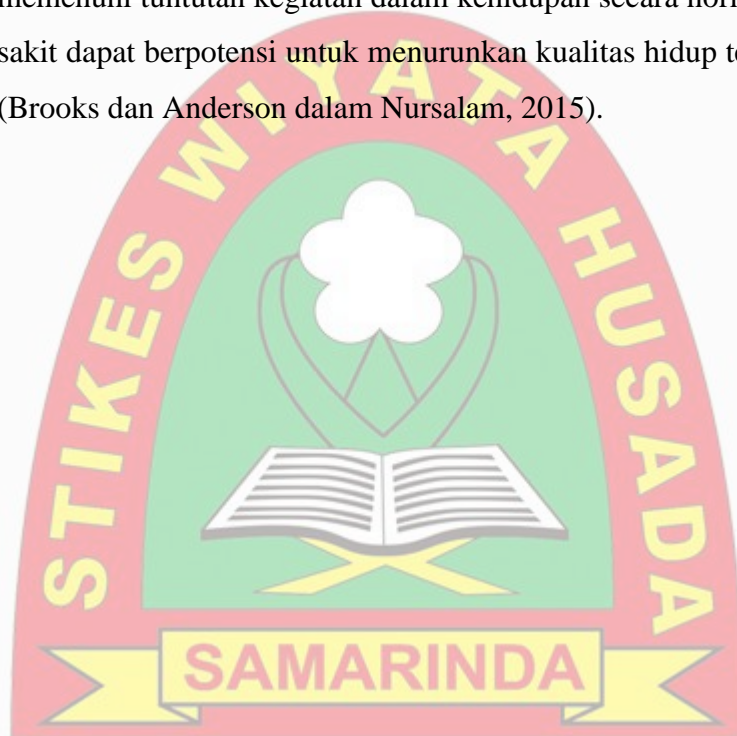 memenuhi tuntutan kegiatan dalam kehidupan secara
sakit dapat berpotensi untuk menurunkan kualitas hidup
(Brooks dan Anderson dalam Nursalam, 2015).
STIKES WIYATA HUSADA
SAMARINDA